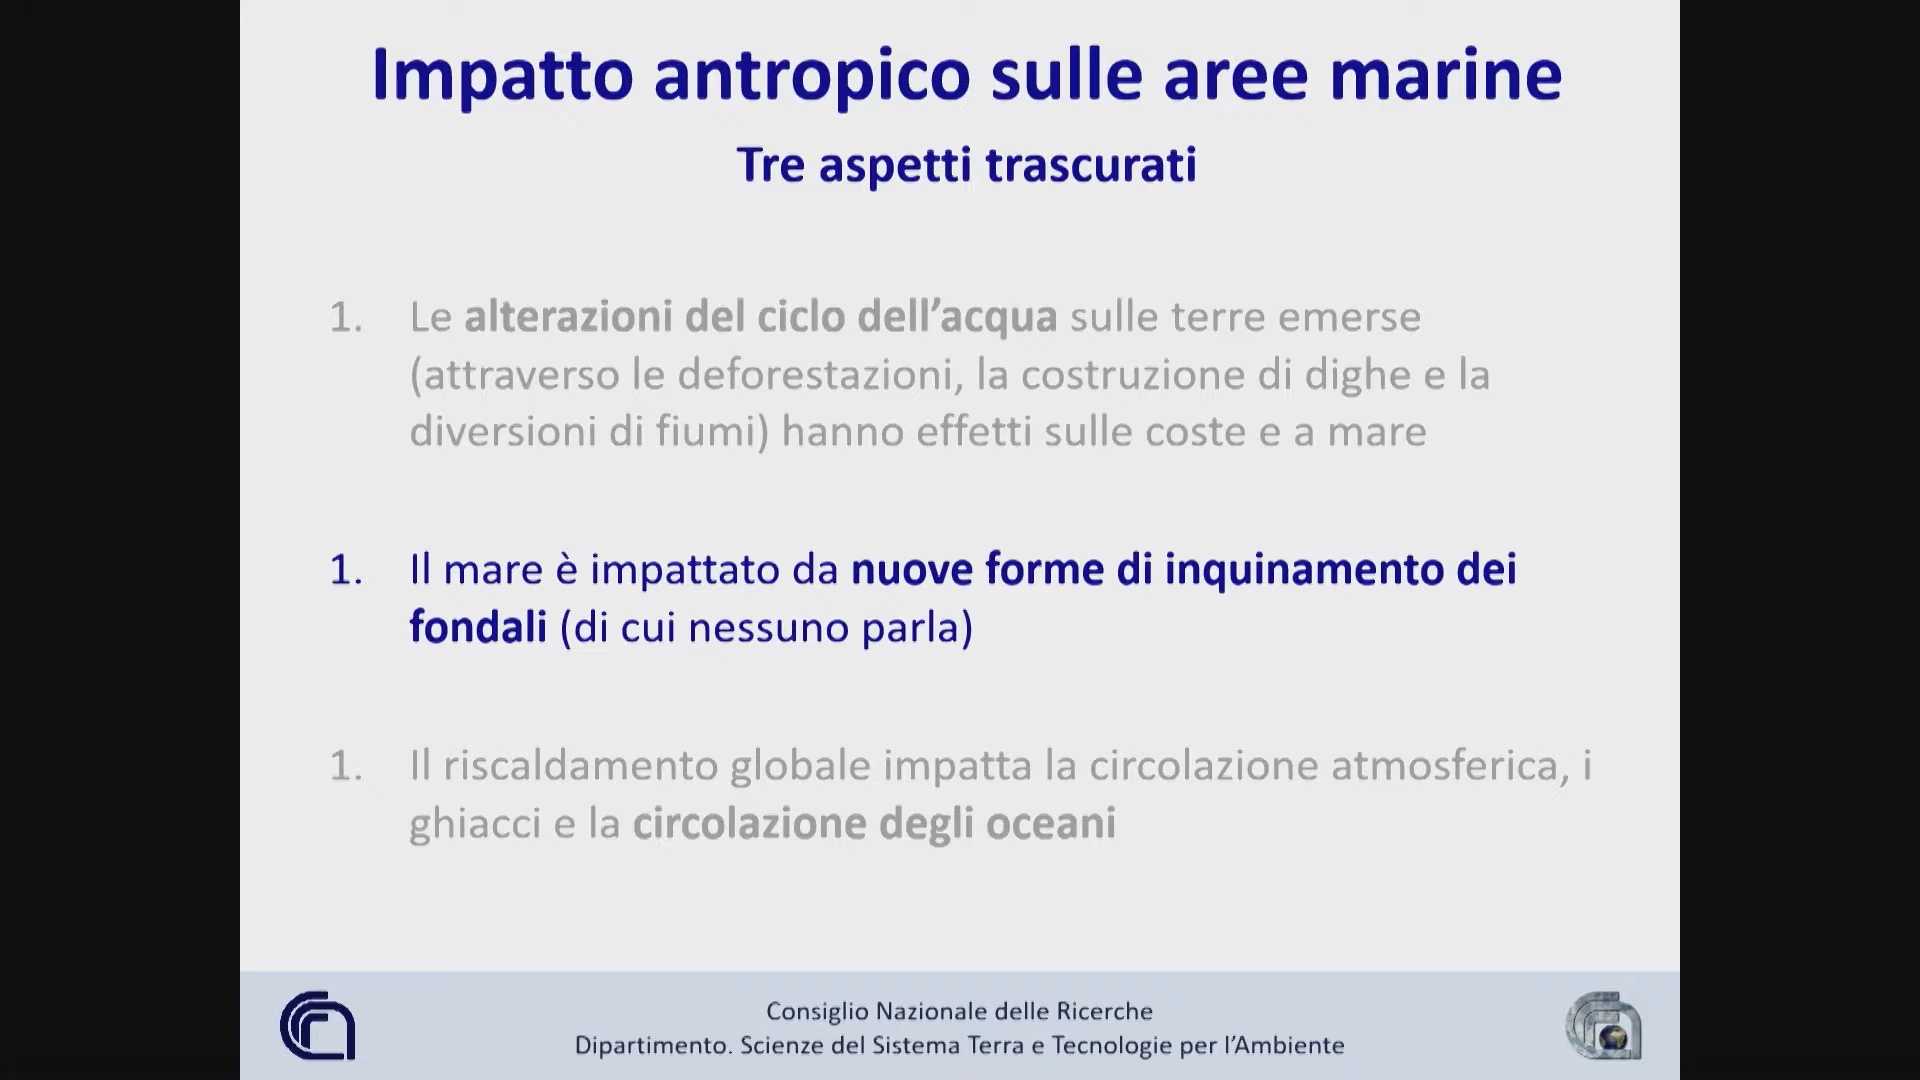 Impatto antropico sulle aree marine
Tre aspetti trascurati
1. Le alterazioni del ciclo dell’acqua sulle terre emerse
(attraverso le deforestazioni, la costruzione di dighe e la
diversioni di fiumi) hanno effetti sulle coste e a mare
1. Il mare è impattato da nuove forme di inquinamento dei
fondali (di cui nessuno parla)
1. Il riscaldamento globale impatta la circolazione atmosferica, i
ghiacci e la circolazione degli oceani
Consiglio Nazionale delle Ricerche
Dipartimento. Scienze del Sistema Terra e Tecnologie per l’Ambiente